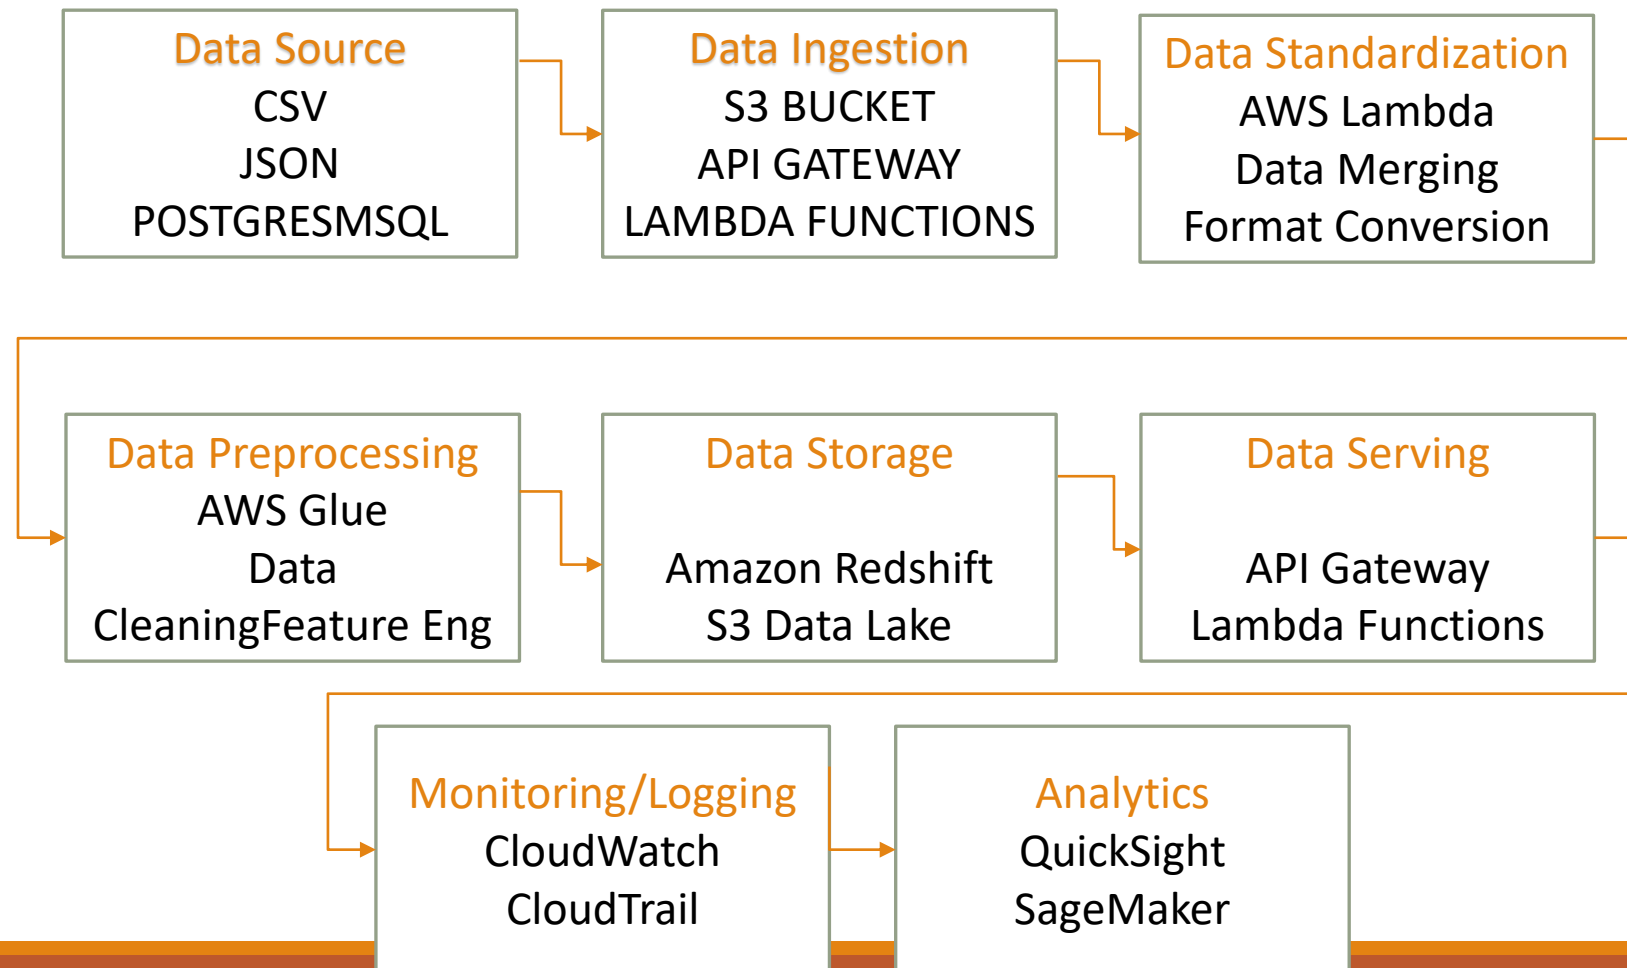 Data Source
CSV
JSON
POSTGRESMSQL
Data Ingestion
S3 BUCKET
API GATEWAY
LAMBDA FUNCTIONS
Data Standardization
AWS Lambda
Data Merging
Format Conversion
Data Preprocessing
AWS Glue
Data
CleaningFeature Eng
Data Storage
Amazon Redshift
S3 Data Lake
Data Serving
API Gateway
Lambda Functions
Monitoring/Logging
CloudWatch
CloudTrail
Analytics
QuickSight
SageMaker